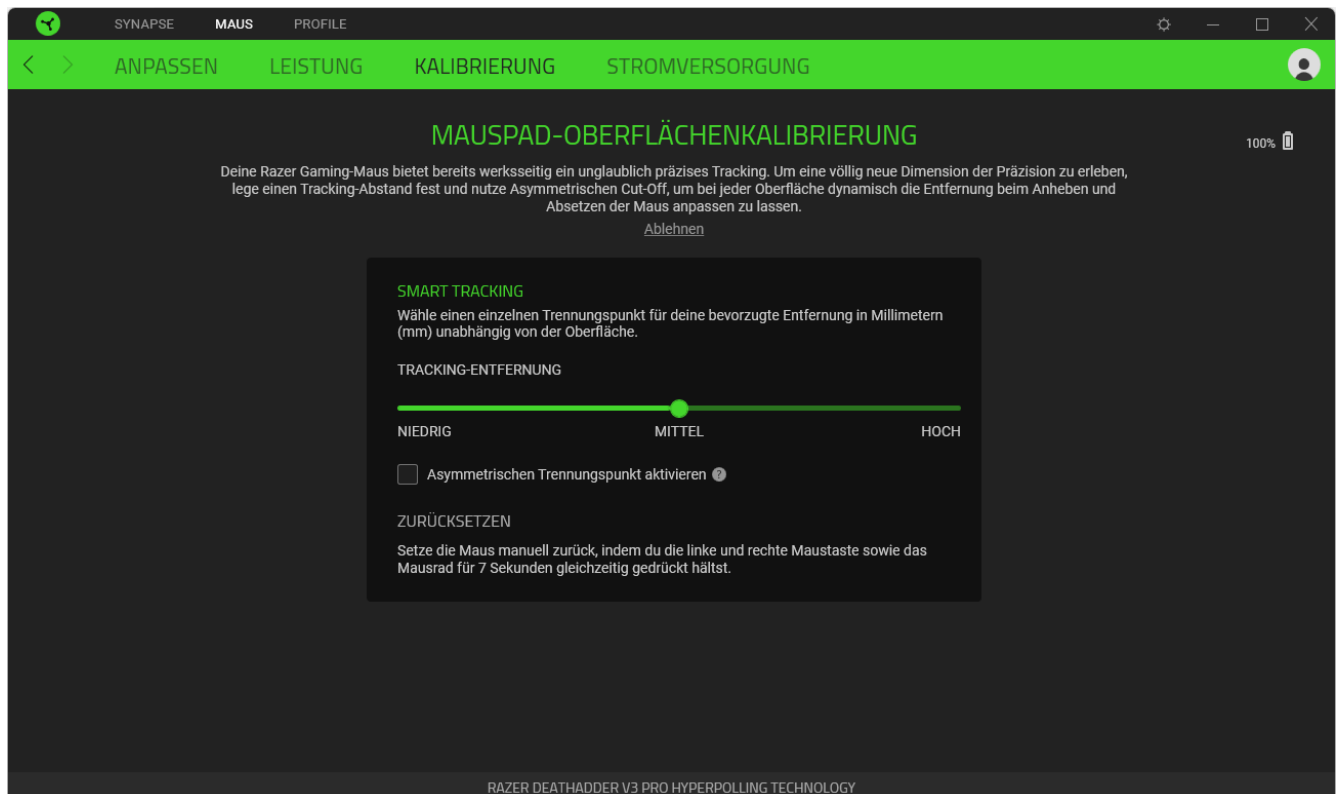 SYNAPSE MAUS PROFILE
ANPASSEN LEISTUNG KALIBRIERUNG STROMVERSORGUNG
MAUSPAD-OBERFLÄCHENKALIBRIERUNG
100%
Deine Razer Gaming-Maus bietet bereits werksseitig ein unglaublich präzises Tracking. Um eine völlig neue Dimension der Präzision zu erleben,
lege einen Tracking-Abstand fest und nutze Asymmetrischen Cut-Off, um bei jeder Oberfläche dynamisch die Entfernung beim Anheben und
Absetzen der Maus anpassen zu lassen.
Ablehnen
SMART TRACKING
Wähle einen einzelnen Trennungspunkt für deine bevorzugte Entfernung in Millimetern
(mm) unabhängig von der Oberfläche.
TRACKING-ENTFERNUNG
NIEDRIG MITTEL HOCH
Asymmetrischen Trennungspunkt aktivieren ?
ZURÜCKSETZEN
Setze die Maus manuell zurück, indem du die linke und rechte Maustaste sowie das
Mausrad für 7 Sekunden gleichzeitig gedrückt hältst.
RAZER DEATHADDER V3 PRO HYPERPOLLING TECHNOLOGY